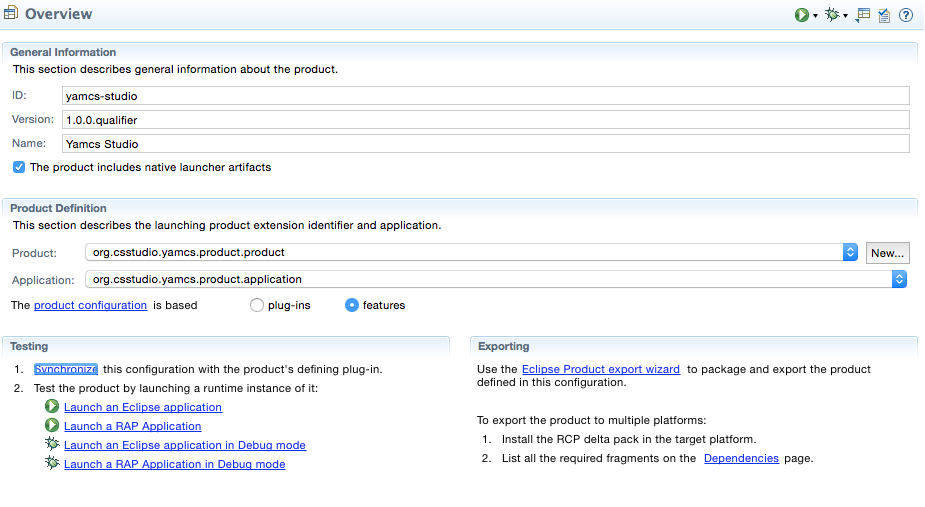 Overview
General Information
This section describes general information about the product.
ID: yamcs-studio
Version: 1.0.0.qualifier
Name: Yamcs Studio
The product includes native launcher artifacts
Product Definition
This section describes the launching product extension identifier and application.
Product: org.csstudio.yamcs.product.product New...
Application: org.csstudio.yamcs.product.application
The product configuration is based plug-ins features
Testing
1. Synchronize this configuration with the product's defining plug-in.
2. Test the product by launching a runtime instance of it:
Launch an Eclipse application
Launch a RAP Application
Launch an Eclipse application in Debug mode
Launch a RAP Application in Debug mode
Exporting
Use the Eclipse Product export wizard to package and export the product
defined in this configuration.
To export the product to multiple platforms:
1. Install the RCP delta pack in the target platform.
2. List all the required fragments on the Dependencies page.